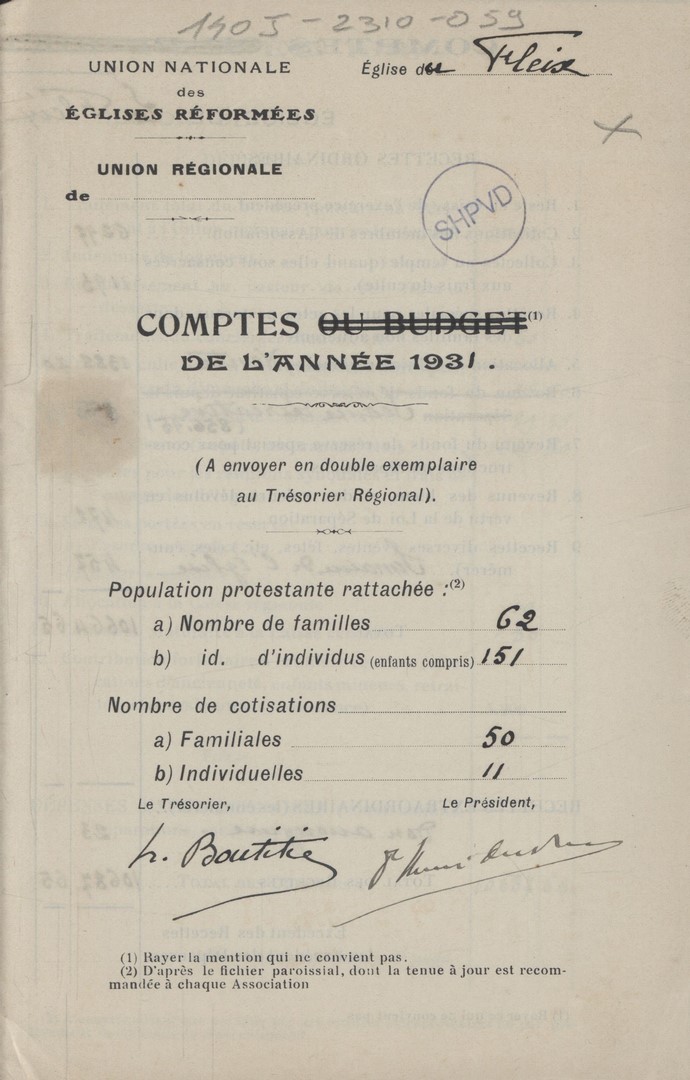 140J-2310-059
UNION NATIONALE
des
ÉGLISES RÉFORMÉES
UNION RÉGIONALE
de
Église du Fleix
SHPVD
COMPTES OU BUDGET (1)
DE L'ANNÉE 1931.
(A envoyer en double exemplaire
au Trésorier Régional).
Population protestante rattachée :(2)
a) Nombre de familles 62
b) id. d'individus (enfants compris) 151
Nombre de cotisations
a) Familiales 50
b) Individuelles 11
Le Trésorier, Le Président,
(1) Rayer la mention qui ne convient pas.
(2) D'après le fichier paroissial, dont la tenue à jour est recom-
mandée à chaque Association